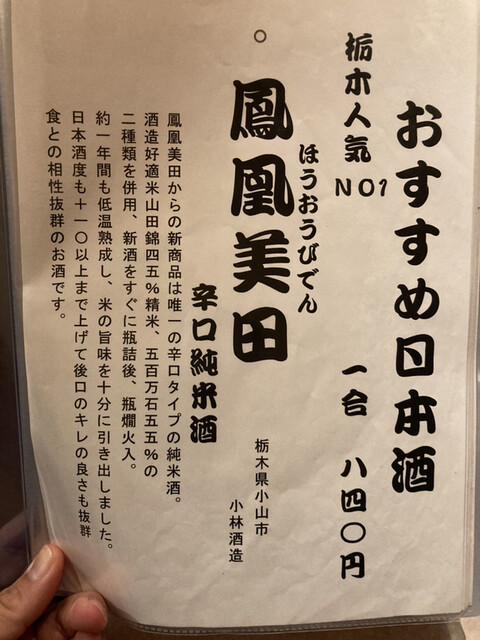 おすすめ日本酒
栃木人気NO1
一合 八四〇円
ほうおうびでん
鳳凰美田
栃木県小山市
小林酒造
辛口純米酒
鳳凰美田からの新商品は唯一の辛口タイプの純米酒。
酒造好適米山田錦四五%精米、五百万石五五%の
二種類を併用、新酒をすぐに瓶詰後、瓶燗火入。
約一年間も低温熟成し、米の旨味を十分に引き出しました。
日本酒度も+一〇以上まで上げて後口のキレの良さも抜群
食との相性抜群のお酒です。